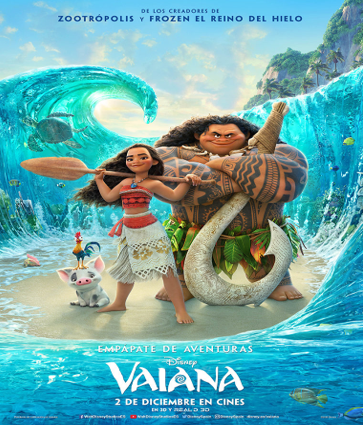 DE LOS CREADORES DE
ZOOTRÓPOLIS Y FROZEN EL REINO DEL HIELO
EMPÁPATE DE AVENTURAS
DISNEY
VAIANA
2 DE DICIEMBRE EN CINES
EN 3D Y REAL D 3D